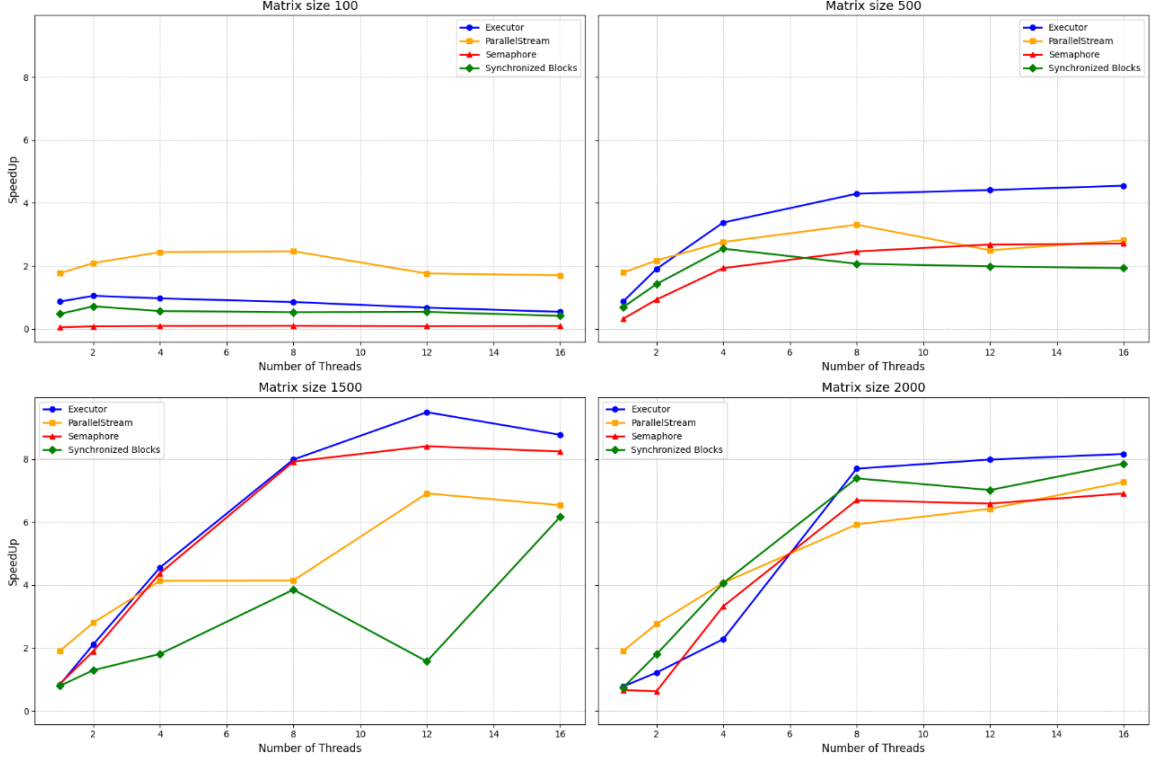 Matrix size 100
Executor
ParallelStream
Semaphore
Synchronized Blocks
SpeedUp
8
6
4
2
0
2 4 6 8 10 12 14 16
Number of Threads
Matrix size 500
Executor
ParallelStream
Semaphore
Synchronized Blocks
2 4 6 8 10 12 14 16
Number of Threads
Matrix size 1500
Executor
ParallelStream
Semaphore
Synchronized Blocks
SpeedUp
8
6
4
2
0
2 4 6 8 10 12 14 16
Number of Threads
Matrix size 2000
Executor
ParallelStream
Semaphore
Synchronized Blocks
2 4 6 8 10 12 14 16
Number of Threads